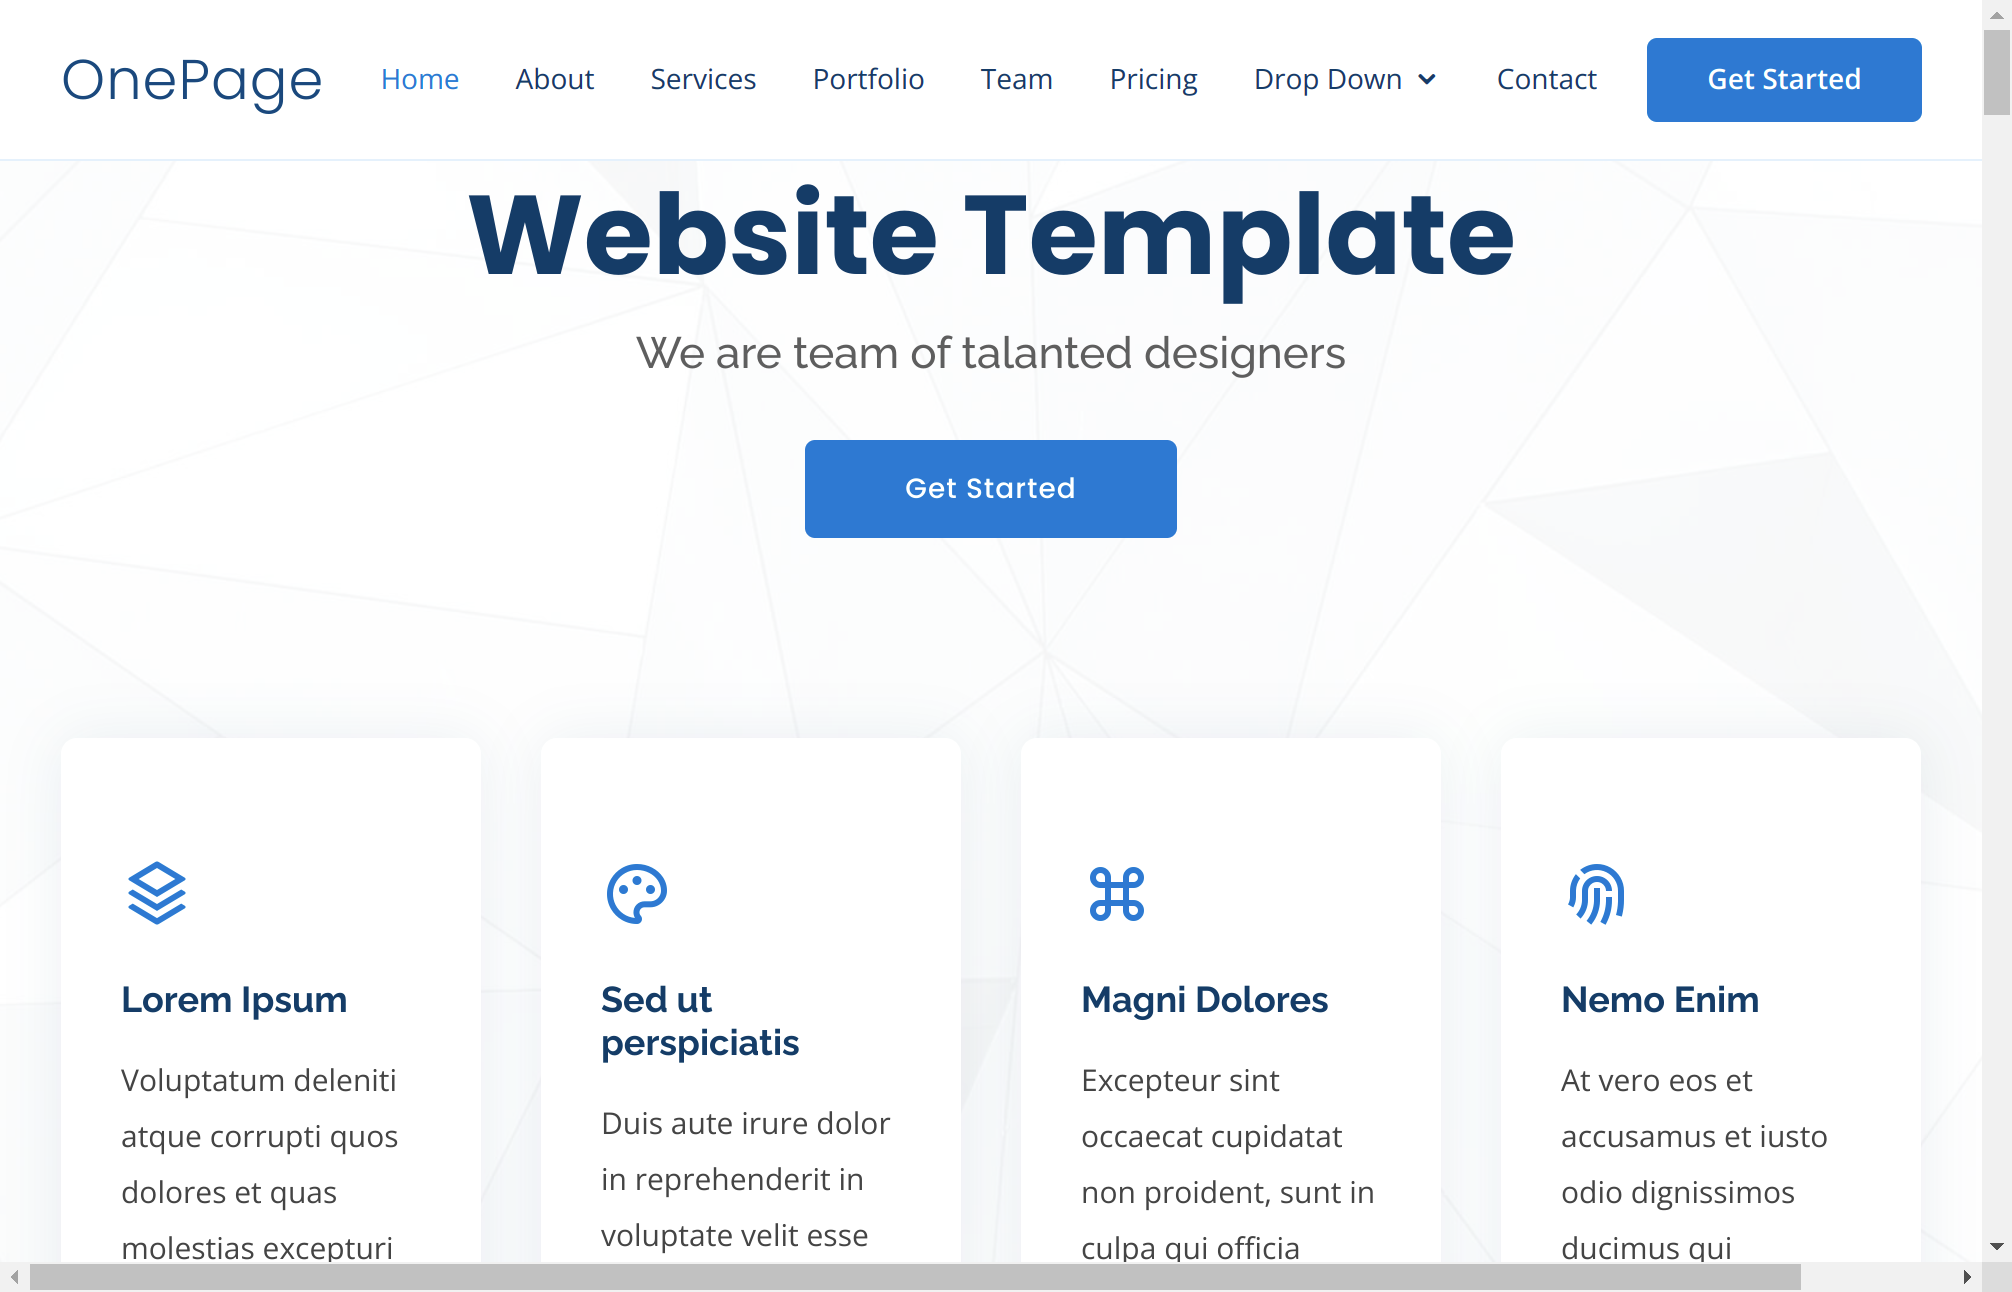 OnePage
Home
About
Services
Portfolio
Team
Pricing
Drop Down
Contact
Get Started
Website Template
We are team of talanted designers
Get Started
Lorem Ipsum
Voluptatum deleniti
atque corrupti quos
dolores et quas
molestias excepturi
Sed ut
perspiciatis
Duis aute irure dolor
in reprehenderit in
voluptate velit esse
Magni Dolores
Excepteur sint
occaecat cupidatat
non proident, sunt in
culpa qui officia
Nemo Enim
At vero eos et
accusamus et iusto
odio dignissimos
ducimus qui